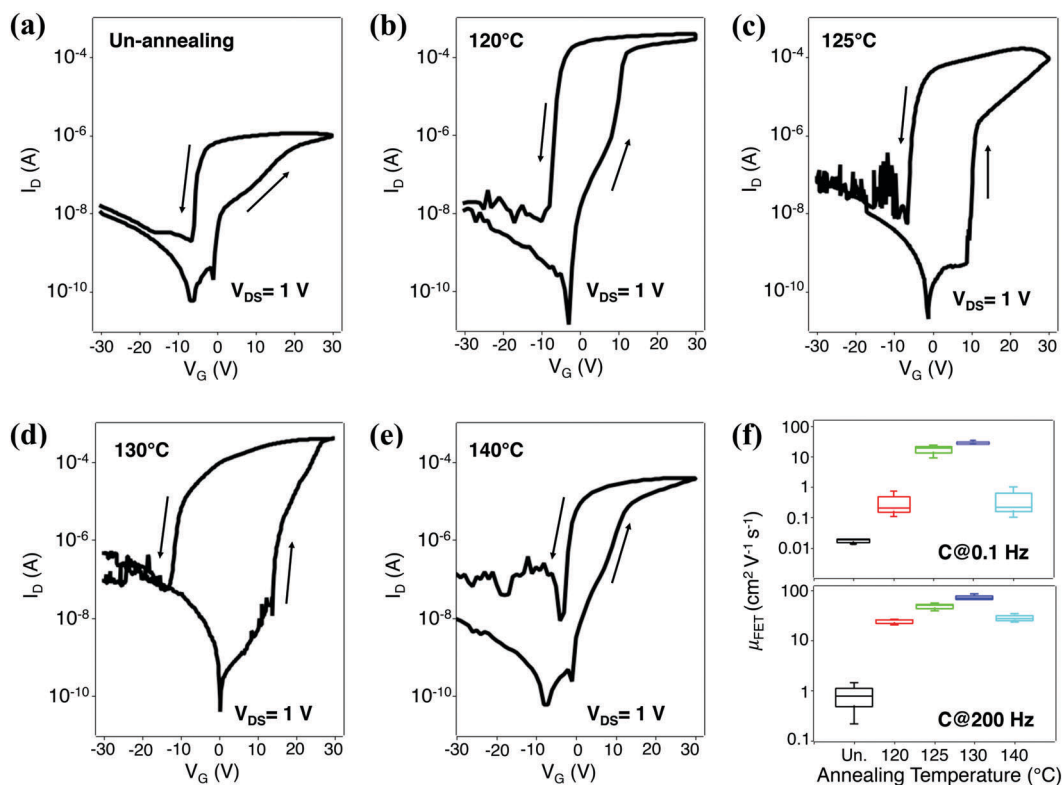 (a)
Un-annealing
10⁻⁴
10⁻⁶
10⁻⁸
10⁻¹⁰
I_D (A)
V_DS= 1 V
-30 -20 -10 0 10 20 30
V_G (V)
(b)
120°C
10⁻⁴
10⁻⁶
10⁻⁸
10⁻¹⁰
I_D (A)
V_DS= 1 V
-30 -20 -10 0 10 20 30
V_G (V)
(c)
125°C
10⁻⁴
10⁻⁶
10⁻⁸
10⁻¹⁰
I_D (A)
V_DS= 1 V
-30 -20 -10 0 10 20 30
V_G (V)
(d)
130°C
10⁻⁴
10⁻⁶
10⁻⁸
10⁻¹⁰
I_D (A)
V_DS= 1 V
-30 -20 -10 0 10 20 30
V_G (V)
(e)
140°C
10⁻⁴
10⁻⁶
10⁻⁸
10⁻¹⁰
I_D (A)
V_DS= 1 V
-30 -20 -10 0 10 20 30
V_G (V)
(f)
100
10
1
0.1
0.01
C@0.1 Hz
μ_FET (cm² V⁻¹ s⁻¹)
100
10
1
0.1
C@200 Hz
Un. 120 125 130 140
Annealing Temperature (°C)